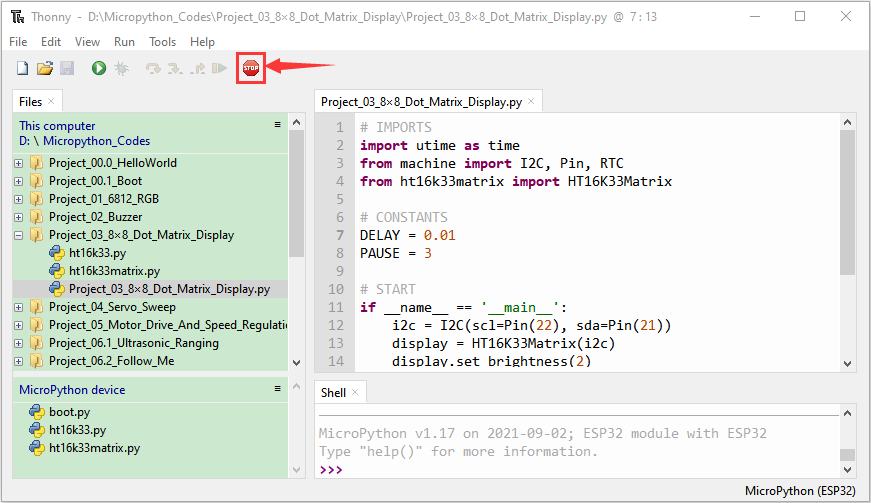 Thonny - D:\Micropython_Codes\Project_03_8×8_Dot_Matrix_Display\Project_03_8×8_Dot_Matrix_Display.py @ 7:13
File Edit View Run Tools Help
STOP
Files
This computer
D: \ Micropython_Codes
Project_00.0_HelloWorld
Project_00.1_Boot
Project_01_6812_RGB
Project_02_Buzzer
Project_03_8×8_Dot_Matrix_Display
ht16k33.py
ht16k33matrix.py
Project_03_8×8_Dot_Matrix_Display.py
Project_04_Servo_Sweep
Project_05_Motor_Drive_And_Speed_Regulati
Project_06.1_Ultrasonic_Ranging
Project_06.2_Follow_Me
MicroPython device
boot.py
ht16k33.py
ht16k33matrix.py
Project_03_8×8_Dot_Matrix_Display.py
1 # IMPORTS
2 import utime as time
3 from machine import I2C, Pin, RTC
4 from ht16k33matrix import HT16K33Matrix
5
6 # CONSTANTS
7 DELAY = 0.01
8 PAUSE = 3
9
10 # START
11 if __name__ == '__main__':
12 i2c = I2C(scl=Pin(22), sda=Pin(21))
13 display = HT16K33Matrix(i2c)
14 display.set_brightness(2)
Shell
MicroPython v1.17 on 2021-09-02; ESP32 module with ESP32
Type "help()" for more information.
>>>
MicroPython (ESP32)